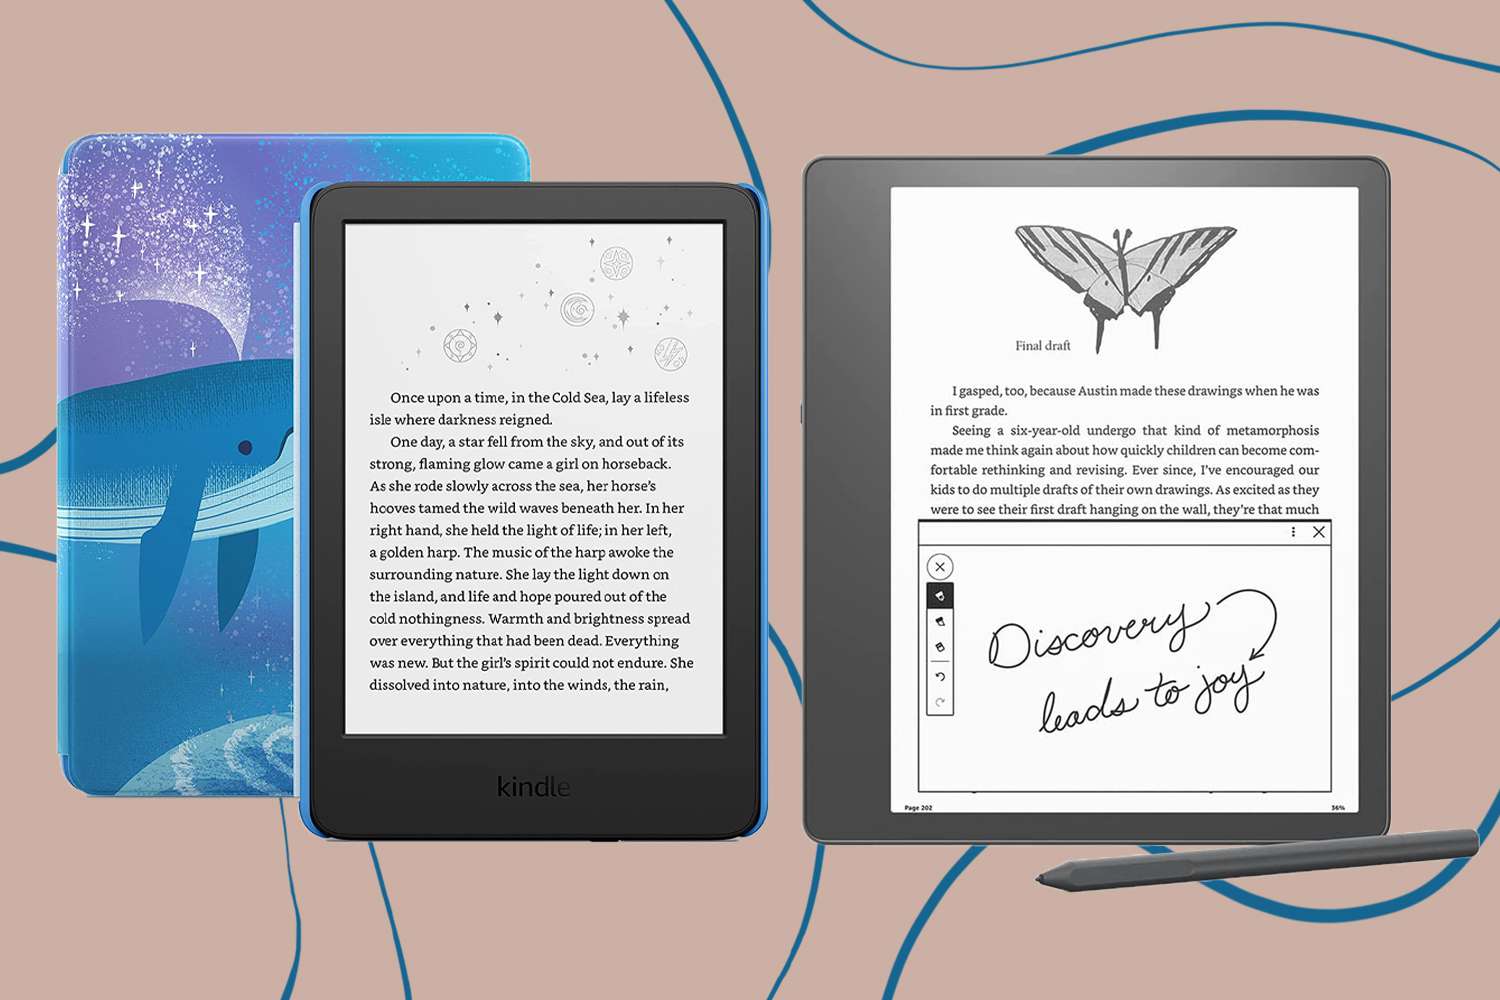 Once upon a time, in the Cold Sea, lay a lifeless
isle where darkness reigned.
One day, a star fell from the sky, and out of its
strong, flaming glow came a girl on horseback.
As she rode slowly across the sea, her horse's
hooves tamed the wild waves beneath her. In her
right hand, she held the light of life; in her left,
a golden harp. The music of the harp awoke the
surrounding nature. She lay the light down on
the island, and life and hope poured out of the
cold nothingness. Warmth and brightness spread
over everything that had been dead. Everything
was new. But the girl's spirit could not endure. She
dissolved into nature, into the winds, the rain,
kindle
Final draft
I gasped, too, because Austin made these drawings when he was
in first grade.
Seeing a six-year-old undergo that kind of metamorphosis
made me think again about how quickly children can become com-
fortable rethinking and revising. Ever since, I've encouraged our
kids to do multiple drafts of their own drawings. As excited as they
were to see their first draft hanging on the wall, they're that much
Discovery
leads to joy
Page 202
36%